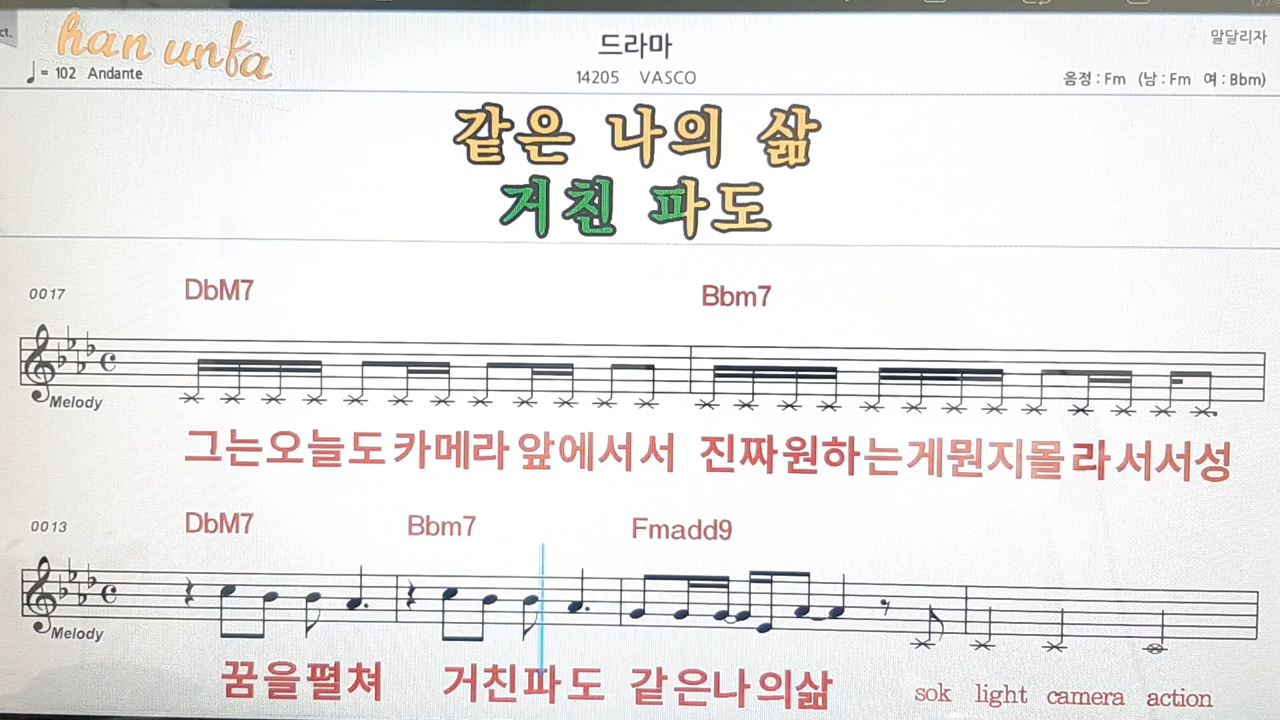 ct.
han unfa
드라마
말달리자
♩= 102 Andante
14205 VASCO
음정 : Fm (남 : Fm 여 : Bbm)
같은 나의 삶
거친 파도
0017
DbM7 Bbm7
Melody
그는오늘도카메라앞에서서 진짜원하는게뭔지몰라서서성
0013
DbM7 Bbm7 Fmadd9
Melody
꿈을펼쳐 거친파도 같은나의삶 sok light camera action